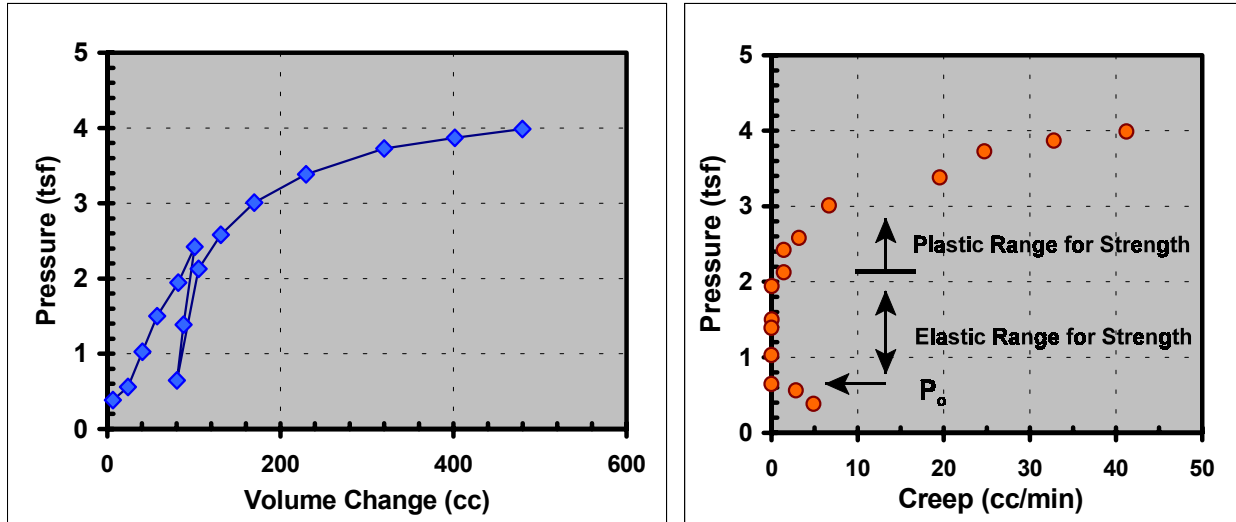 5
4
3
2
1
0
Pressure (tsf)
0 200 400 600
Volume Change (cc)
5
4
3
2
1
0
Pressure (tsf)
Plastic Range for Strength
Elastic Range for Strength
Po
0 10 20 30 40 50
Creep (cc/min)